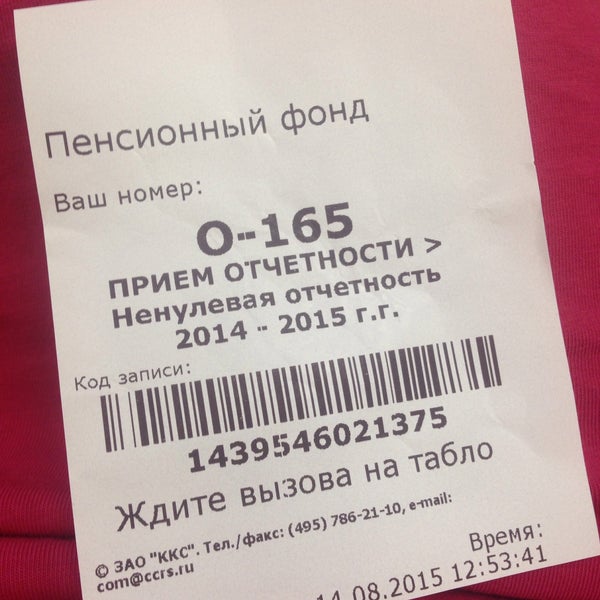 Пенсионный фонд
Ваш номер:
О-165
ПРИЕМ ОТЧЕТНОСТИ >
Ненулевая отчетность
2014 - 2015 г.г.
Код записи:
1439546021375
Ждите вызова на табло
© ЗАО "ККС". Тел./факс: (495) 786-21-10, e-mail:
com@ccrs.ru
Время:
14.08.2015 12:53:41